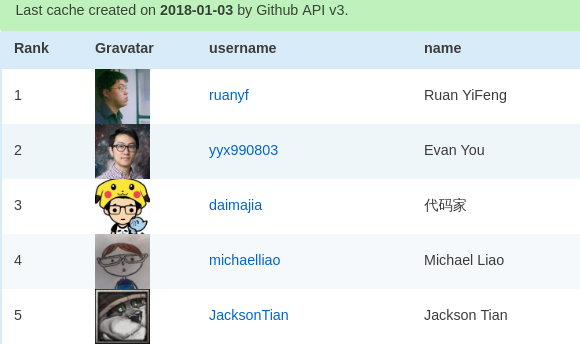 Last cache created on 2018-01-03 by Github API v3.
Rank Gravatar username name
1 ruanyf Ruan YiFeng
2 yyx990803 Evan You
3 daimajia 代码家
4 michaelliao Michael Liao
5 JacksonTian Jackson Tian